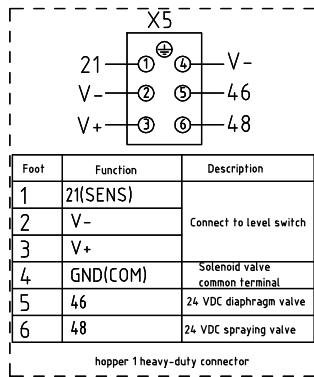 X5
21 1 4 V-
V- 2 5 46
V+ 3 6 48
Foot Function Description
1 21(SENS)
2 V- Connect to level switch
3 V+
4 GND(COM) Solenoid valve
common terminal
5 46 24 VDC diaphragm valve
6 48 24 VDC spraying valve
hopper 1 heavy-duty connector